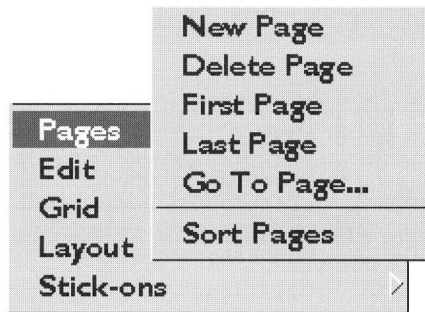 New Page
Delete Page
First Page
Last Page
Go To Page...
Sort Pages
Pages
Edit
Grid
Layout
Stick-ons